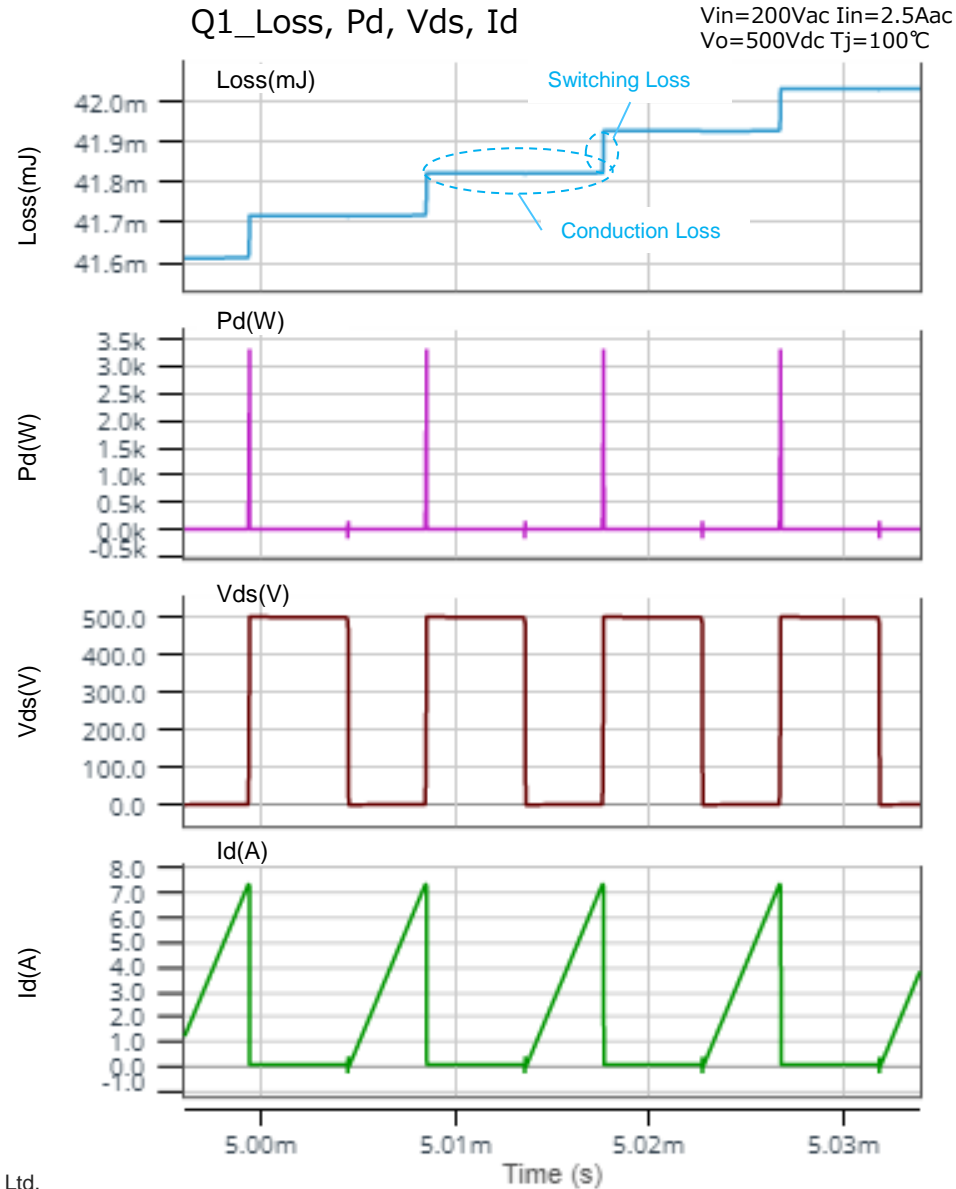 Q1_Loss, Pd, Vds, Id
Vin=200Vac Iin=2.5Aac
Vo=500Vdc Tj=100℃
Loss(mJ)
Switching Loss
Conduction Loss
Loss(mJ)
42.0m
41.9m
41.8m
41.7m
41.6m
Pd(W)
Pd(W)
3.5k
3.0k
2.5k
2.0k
1.5k
1.0k
0.5k
0.0k
-0.5k
Vds(V)
Vds(V)
500.0
400.0
300.0
200.0
100.0
0.0
Id(A)
Id(A)
8.0
7.0
6.0
5.0
4.0
3.0
2.0
1.0
0.0
-1.0
5.00m 5.01m 5.02m 5.03m
Time (s)
Ltd.